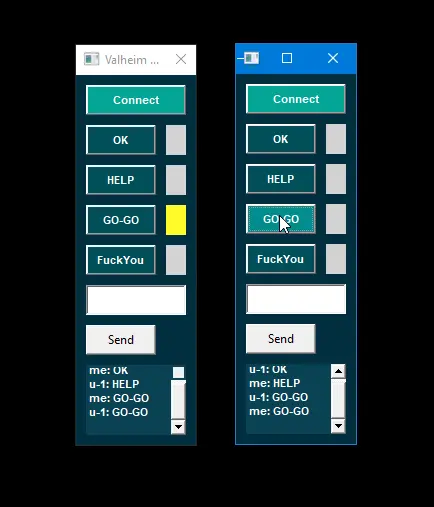 Valheim ...
Connect
OK
HELP
GO-GO
FuckYou
Send
me: OK
u-1: HELP
me: GO-GO
u-1: GO-GO
Connect
OK
HELP
GO-GO
FuckYou
Send
u-1: OK
me: HELP
u-1: GO-GO
me: GO-GO